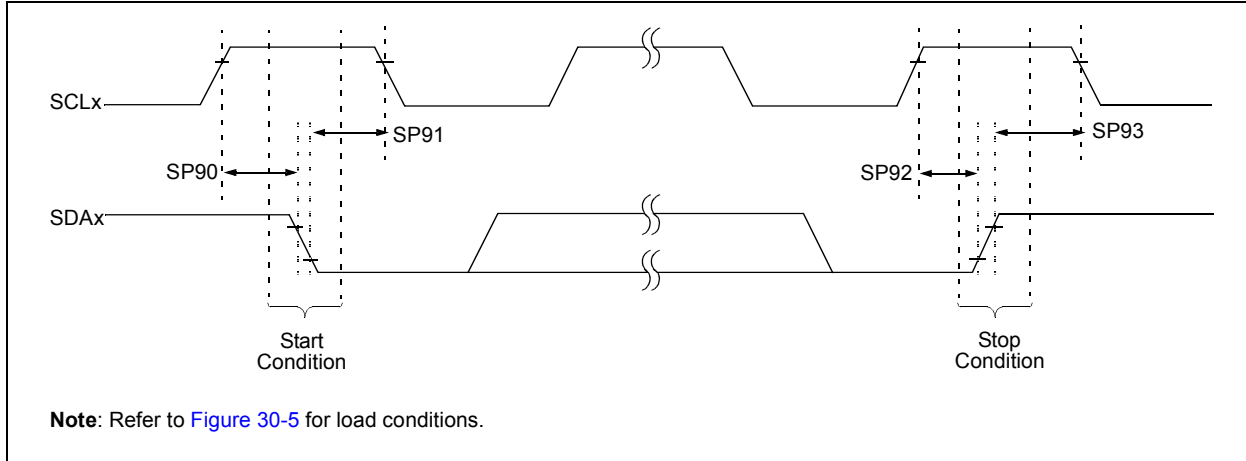 SCLx
SP91
SP93
SP90
SP92
SDAx
Start
Condition
Stop
Condition
Note: Refer to Figure 30-5 for load conditions.